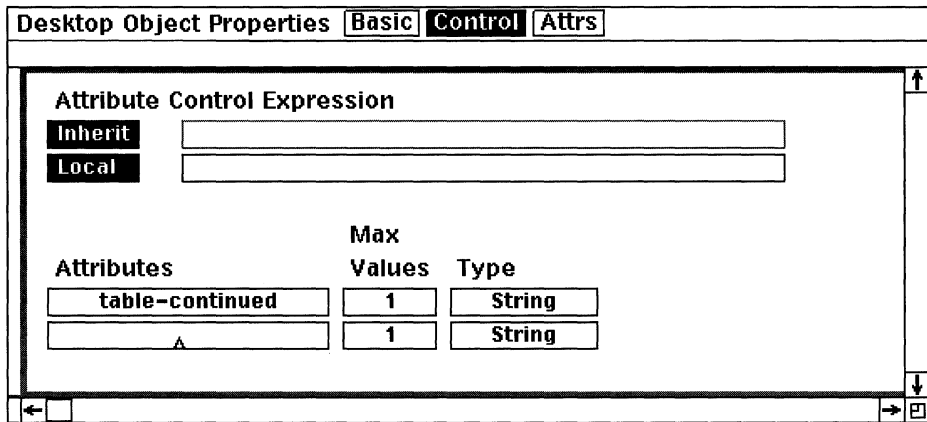 Desktop Object Properties Basic Control Attrs
Attribute Control Expression
Inherit
Local
Max
Attributes Values Type
table-continued 1 String
1 String